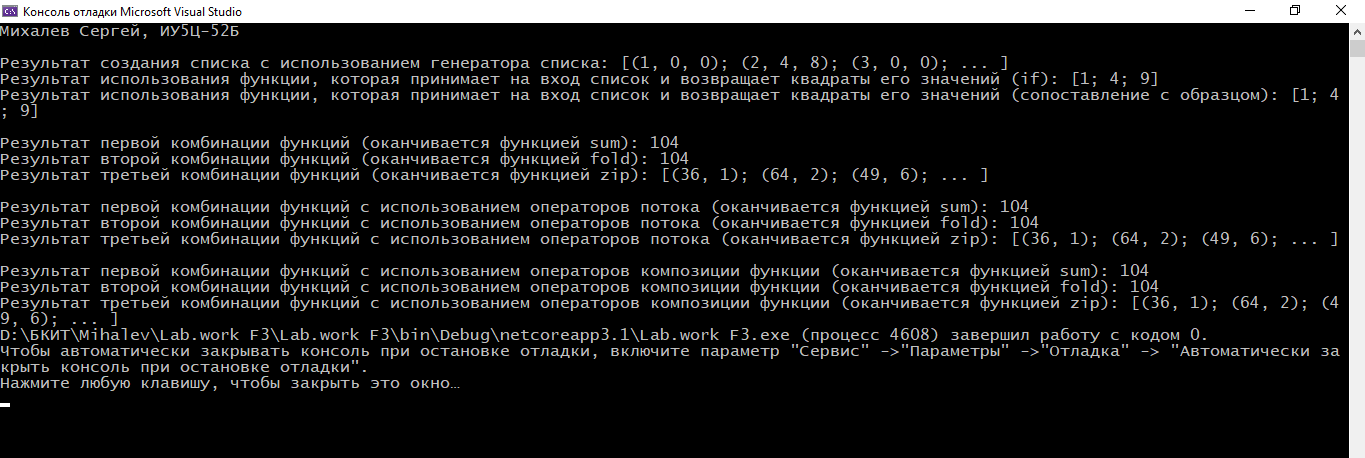 Консоль отладки Microsoft Visual Studio
Михалев Сергей, ИУ5Ц-52Б
Результат создания списка с использованием генератора списка: [(1, 0, 0); (2, 4, 8); (3, 0, 0); ... ]
Результат использования функции, которая принимает на вход список и возвращает квадраты его значений (if): [1; 4; 9]
Результат использования функции, которая принимает на вход список и возвращает квадраты его значений (сопоставление с образцом): [1; 4
; 9]
Результат первой комбинации функций (оканчивается функцией sum): 104
Результат второй комбинации функций (оканчивается функцией fold): 104
Результат третьей комбинации функций (оканчивается функцией zip): [(36, 1); (64, 2); (49, 6); ... ]
Результат первой комбинации функций с использованием операторов потока (оканчивается функцией sum): 104
Результат второй комбинации функций с использованием операторов потока (оканчивается функцией fold): 104
Результат третьей комбинации функций с использованием операторов потока (оканчивается функцией zip): [(36, 1); (64, 2); (49, 6); ... ]
Результат первой комбинации функций с использованием операторов композиции функции (оканчивается функцией sum): 104
Результат второй комбинации функций с использованием операторов композиции функции (оканчивается функцией fold): 104
Результат третьей комбинации функций с использованием операторов композиции функции (оканчивается функцией zip): [(36, 1); (64, 2); (4
9, 6); ... ]
D:\БКИТ\Mihalev\Lab.work F3\Lab.work F3\bin\Debug\netcoreapp3.1\Lab.work F3.exe (процесс 4608) завершил работу с кодом 0.
Чтобы автоматически закрывать консоль при остановке отладки, включите параметр "Сервис" ->"Параметры" ->"Отладка" -> "Автоматически за
крыть консоль при остановке отладки".
Нажмите любую клавишу, чтобы закрыть это окно…